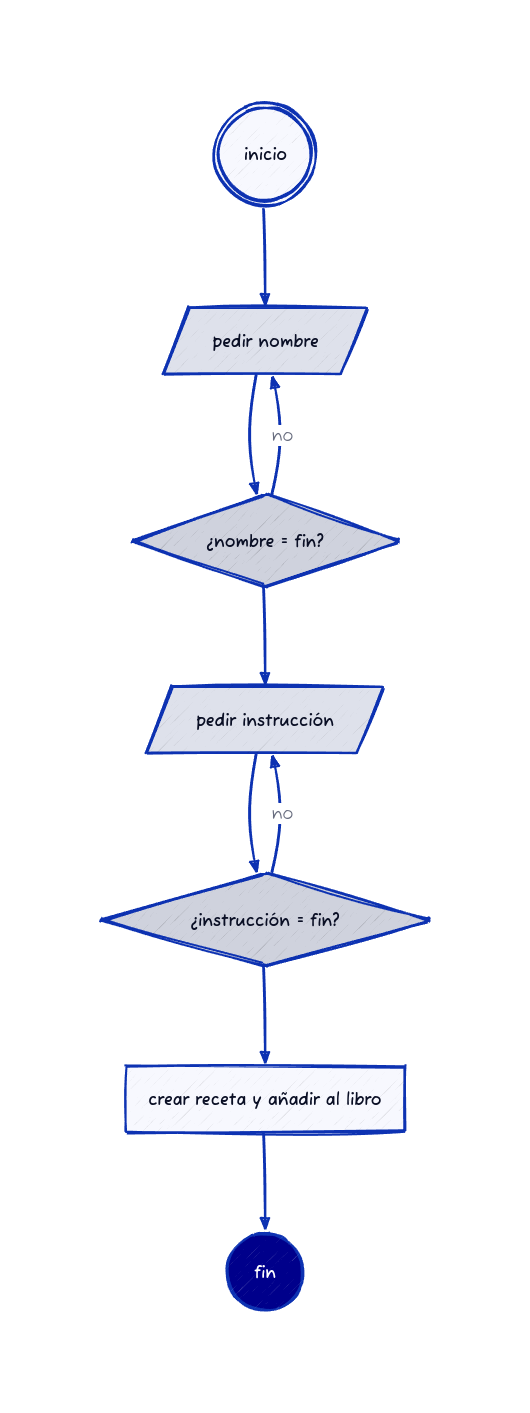 inicio
pedir nombre
no
¿nombre = fin?
pedir instrucción
no
¿instrucción = fin?
crear receta y añadir al libro
fin